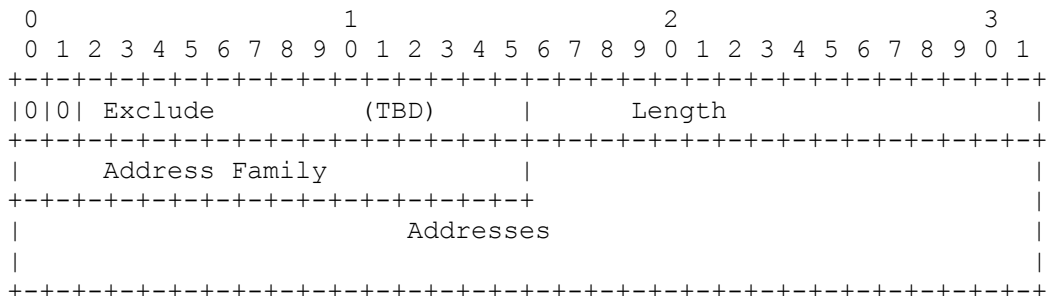 0                   1                   2                   3
 0 1 2 3 4 5 6 7 8 9 0 1 2 3 4 5 6 7 8 9 0 1 2 3 4 5 6 7 8 9 0 1
+-+-+-+-+-+-+-+-+-+-+-+-+-+-+-+-+-+-+-+-+-+-+-+-+-+-+-+-+-+-+-+-+
|0|0| Exclude       (TBD)     |      Length                   |
+-+-+-+-+-+-+-+-+-+-+-+-+-+-+-+-+-+-+-+-+-+-+-+-+-+-+-+-+-+-+-+-+
|     Address Family            |                               |
+-+-+-+-+-+-+-+-+-+-+-+-+-+-+-+-+                               |
|                        Addresses                              |
|                                                               |
+-+-+-+-+-+-+-+-+-+-+-+-+-+-+-+-+-+-+-+-+-+-+-+-+-+-+-+-+-+-+-+-+